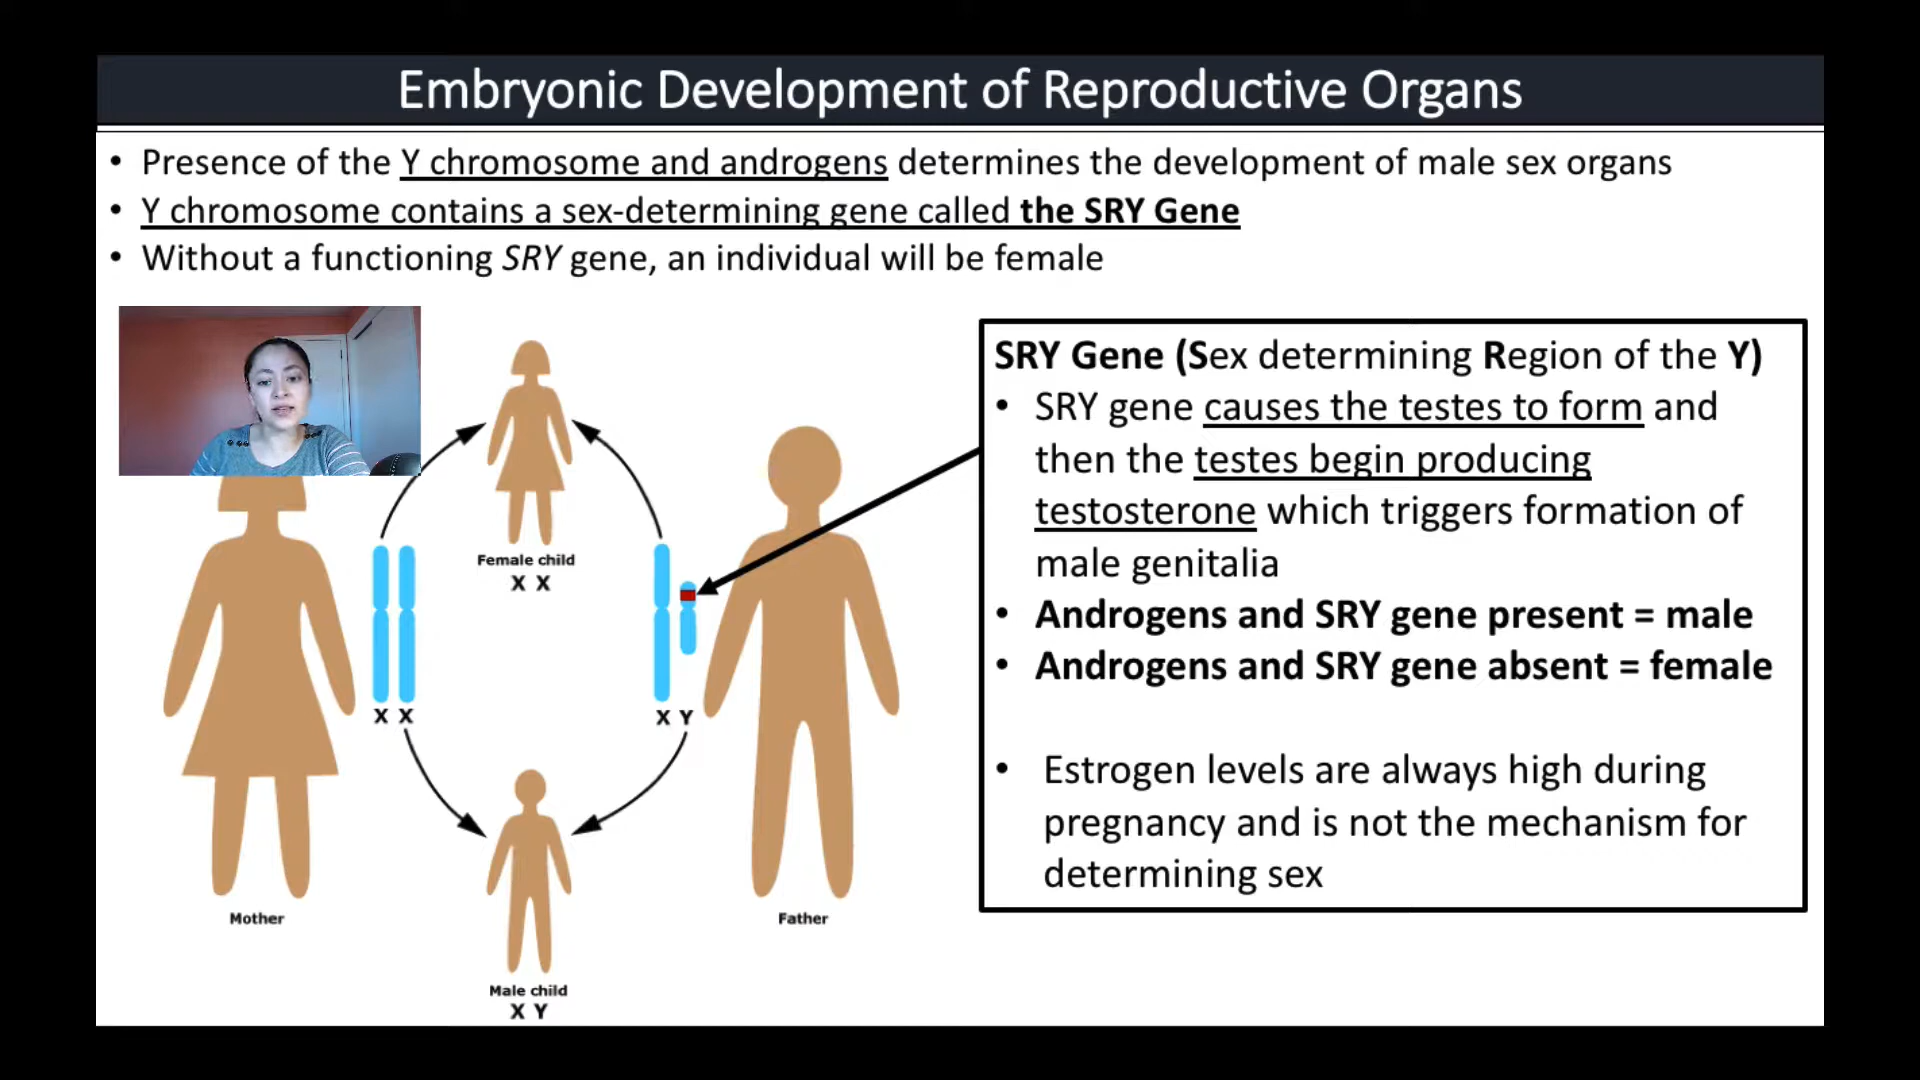 Embryonic Development of Reproductive Organs
• Presence of the Y chromosome and androgens determines the development of male sex organs
• Y chromosome contains a sex-determining gene called the SRY Gene
• Without a functioning SRY gene, an individual will be female
Female child
X X
X X
X Y
Mother
Father
Male child
X Y
SRY Gene (Sex determining Region of the Y)
• SRY gene causes the testes to form and
then the testes begin producing
testosterone which triggers formation of
male genitalia
• Androgens and SRY gene present = male
• Androgens and SRY gene absent = female
• Estrogen levels are always high during
pregnancy and is not the mechanism for
determining sex